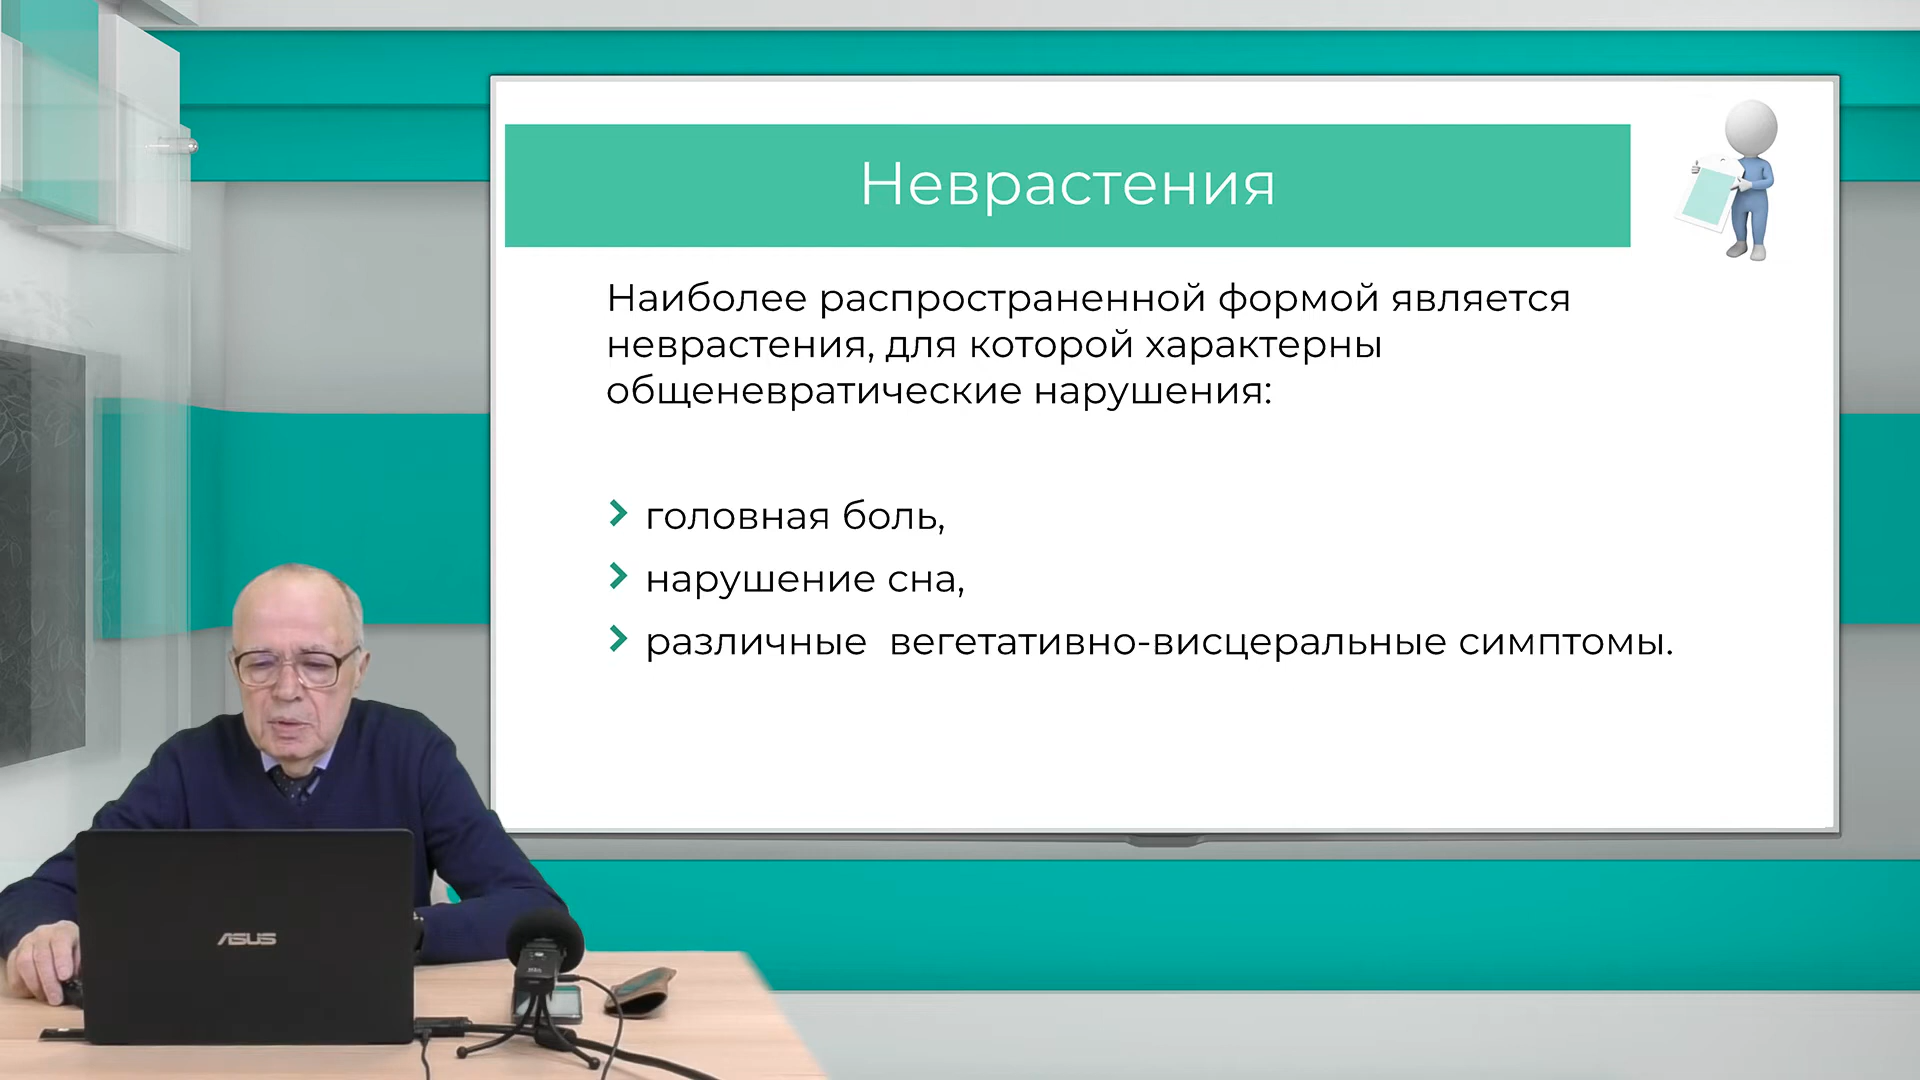 Неврастения
Наиболее распространенной формой является
неврастения, для которой характерны
общеневратические нарушения:
головная боль,
нарушение сна,
различные вегетативно-висцеральные симптомы.
ASUS